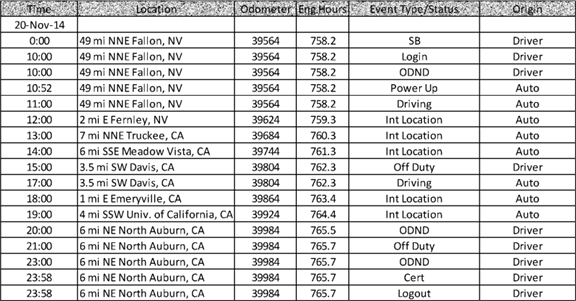 Time Location Odometer Eng.Hours Event Type/Status Origin
20-Nov-14
0:00 49 mi NNE Fallon, NV 39564 758.2 SB Driver
10:00 49 mi NNE Fallon, NV 39564 758.2 Login Driver
10:00 49 mi NNE Fallon, NV 39564 758.2 ODND Driver
10:52 49 mi NNE Fallon, NV 39564 758.2 Power Up Auto
11:00 49 mi NNE Fallon, NV 39564 758.2 Driving Auto
12:00 2 mi E Fernley, NV 39624 759.3 Int Location Auto
13:00 7 mi NNE Truckee, CA 39684 760.3 Int Location Auto
14:00 6 mi SSE Meadow Vista, CA 39744 761.3 Int Location Auto
15:00 3.5 mi SW Davis, CA 39804 762.3 Off Duty Driver
17:00 3.5 mi SW Davis, CA 39804 762.3 Driving Auto
18:00 1 mi E Emeryville, CA 39864 763.4 Int Location Auto
19:00 4 mi SSW Univ. of California, CA 39924 764.4 Int Location Auto
20:00 6 mi NE North Auburn, CA 39984 765.5 ODND Driver
21:00 6 mi NE North Auburn, CA 39984 765.7 Off Duty Driver
23:00 6 mi NE North Auburn, CA 39984 765.7 ODND Driver
23:58 6 mi NE North Auburn, CA 39984 765.7 Cert Driver
23:58 6 mi NE North Auburn, CA 39984 765.7 Logout Driver